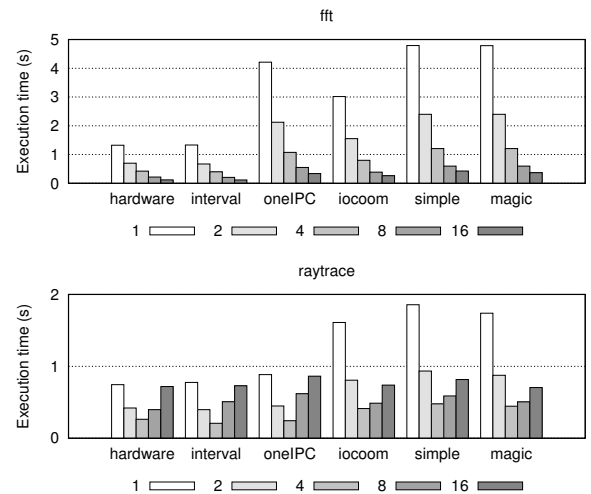 fft
Execution time (s)
5
4
3
2
1
0
hardware interval oneIPC iocoom simple magic
1 2 4 8 16
raytrace
Execution time (s)
2
1
0
hardware interval oneIPC iocoom simple magic
1 2 4 8 16